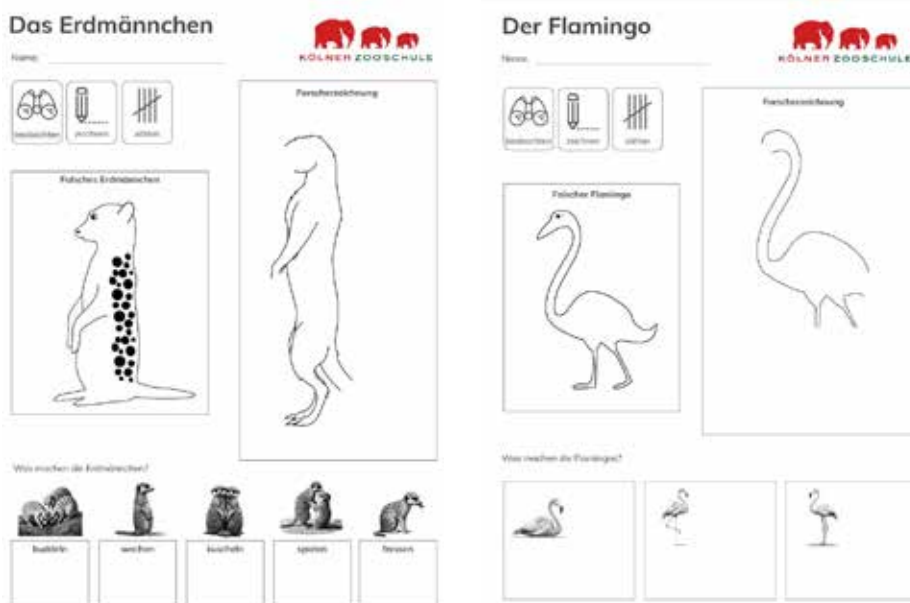 Das Erdmännchen
KÖLNER ZOOSCHULE
Name:
beobachten
zeichnen
zählen
Falsches Erdmännchen
Forscherzeichnung
Was machen die Erdmännchen?
buddeln
wachen
kuscheln
spielen
fressen
Der Flamingo
KÖLNER ZOOSCHULE
Name:
beobachten
zeichnen
zählen
Falscher Flamingo
Forscherzeichnung
Was machen die Flamingos?